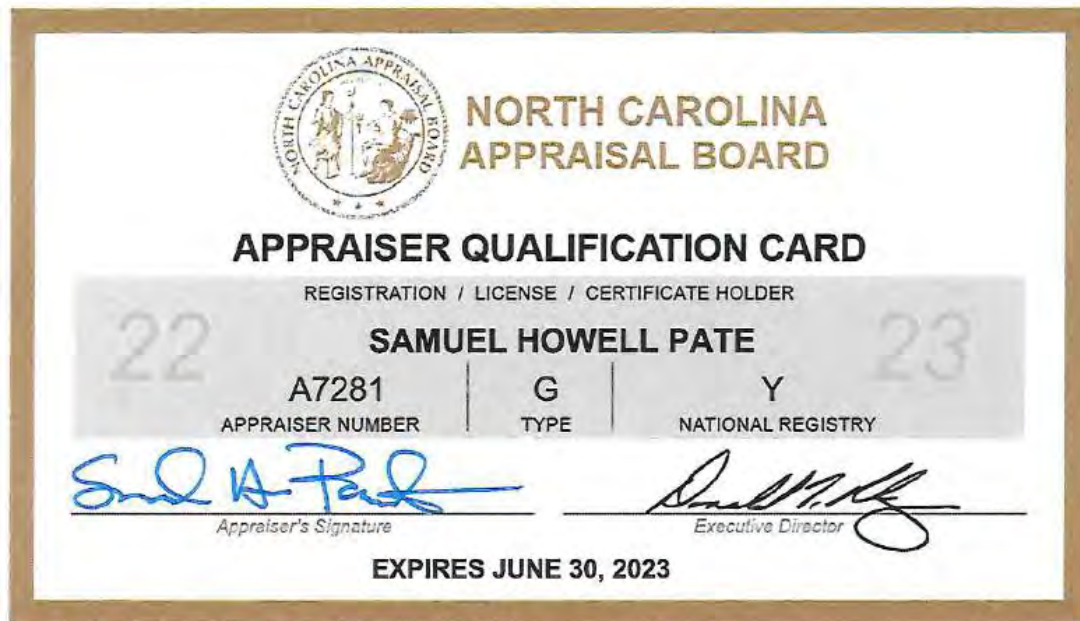 NORTH CAROLINA APPRAISAL BOARD
NORTH CAROLINA
APPRAISAL BOARD
APPRAISER QUALIFICATION CARD
REGISTRATION / LICENSE / CERTIFICATE HOLDER
22 23
SAMUEL HOWELL PATE
A7281 G Y
APPRAISER NUMBER TYPE NATIONAL REGISTRY
Appraiser's Signature Executive Director
EXPIRES JUNE 30, 2023